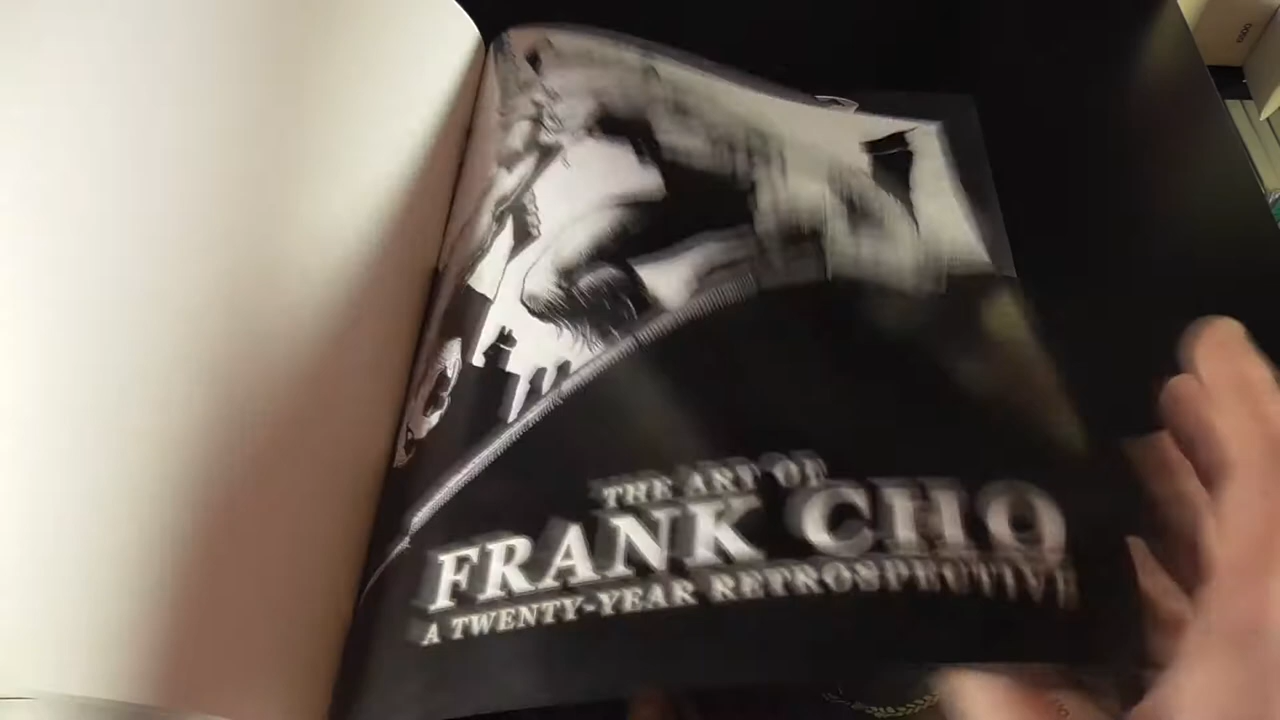 THE ART OF
FRANK CHO
A TWENTY-YEAR RETROSPECTIVE